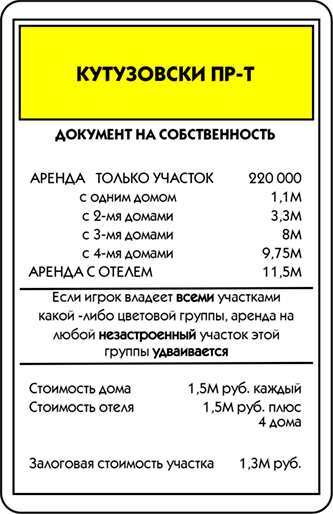 КУТУЗОВСКИ ПР-Т
ДОКУМЕНТ НА СОБСТВЕННОСТЬ
АРЕНДА ТОЛЬКО УЧАСТОК 220 000
с одним домом 1,1М
с 2-мя домами 3,3М
с 3-мя домами 8М
с 4-мя домами 9,75М
АРЕНДА С ОТЕЛЕМ 11,5М
Если игрок владеет всеми участками
какой -либо цветовой группы, аренда на
любой незастроенный участок этой
группы удваивается
Стоимость дома 1,5М руб. каждый
Стоимость отеля 1,5М руб. плюс
4 дома
Залоговая стоимость участка 1,3М руб.